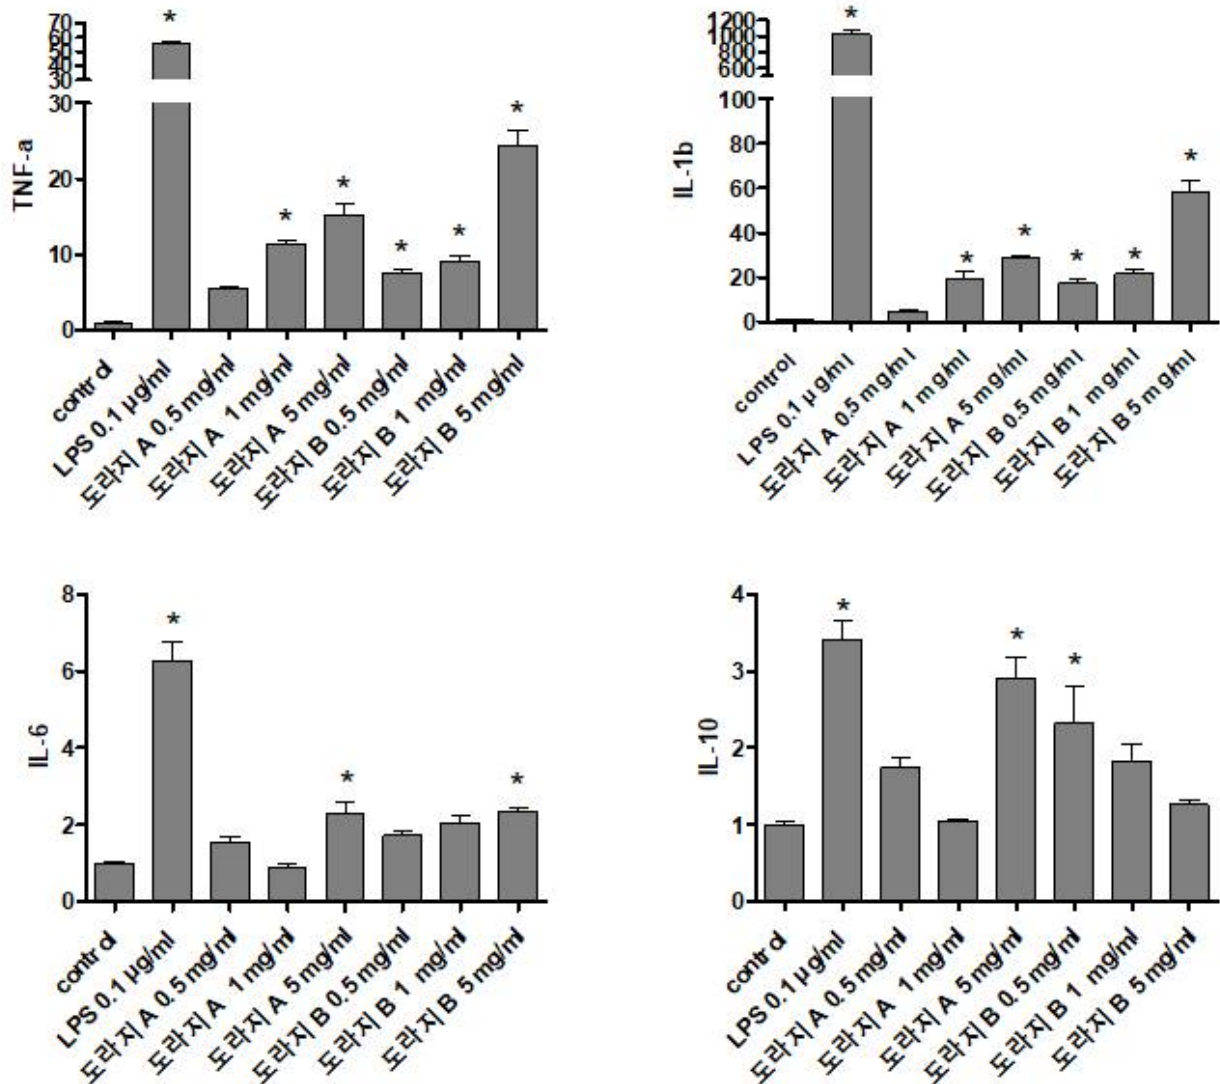 TNF-a
70
60
50
40
30
30
20
10
0
* * * * * *
control
LPS 0.1 µg/ml
도라지 A 0.5 mg/ml
도라지 A 1 mg/ml
도라지 A 5 mg/ml
도라지 B 0.5 mg/ml
도라지 B 1 mg/ml
도라지 B 5 mg/ml
IL-1b
1200
1000
800
600
100
80
60
40
20
0
* * * * * *
control
LPS 0.1 µg/ml
도라지 A 0.5 mg/ml
도라지 A 1 mg/ml
도라지 A 5 mg/ml
도라지 B 0.5 mg/ml
도라지 B 1 mg/ml
도라지 B 5 mg/ml
IL-6
8
6
4
2
0
* * *
control
LPS 0.1 µg/ml
도라지 A 0.5 mg/ml
도라지 A 1 mg/ml
도라지 A 5 mg/ml
도라지 B 0.5 mg/ml
도라지 B 1 mg/ml
도라지 B 5 mg/ml
IL-10
4
3
2
1
0
* * *
control
LPS 0.1 µg/ml
도라지 A 0.5 mg/ml
도라지 A 1 mg/ml
도라지 A 5 mg/ml
도라지 B 0.5 mg/ml
도라지 B 1 mg/ml
도라지 B 5 mg/ml